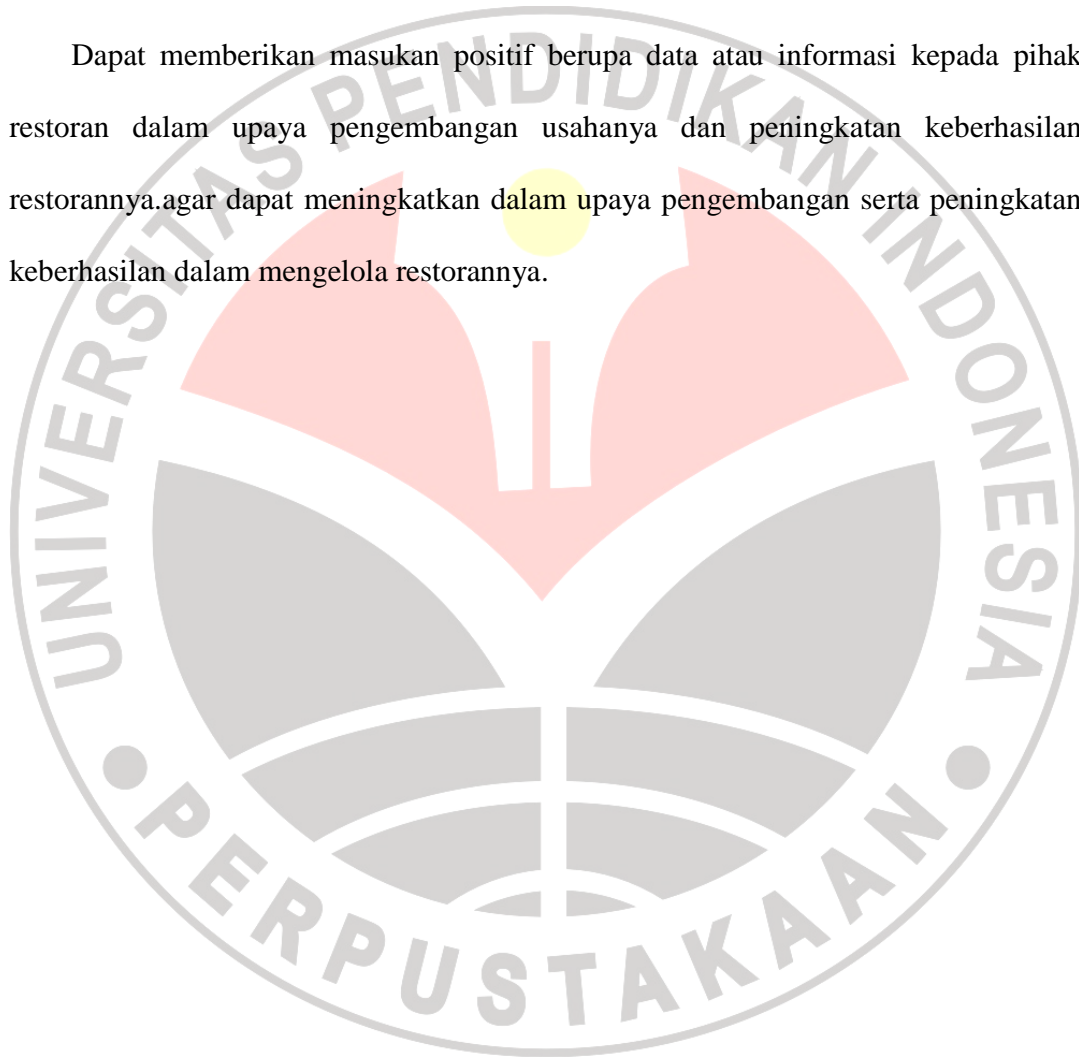 Dapat memberikan masukan positif berupa data atau informasi kepada pihak
restoran dalam upaya pengembangan usahanya dan peningkatan keberhasilan
restorannya.agar dapat meningkatkan dalam upaya pengembangan serta peningkatan
keberhasilan dalam mengelola restorannya.
UNIVERSITAS PENDIDIKAN INDONESIA
PERPUSTAKAAN